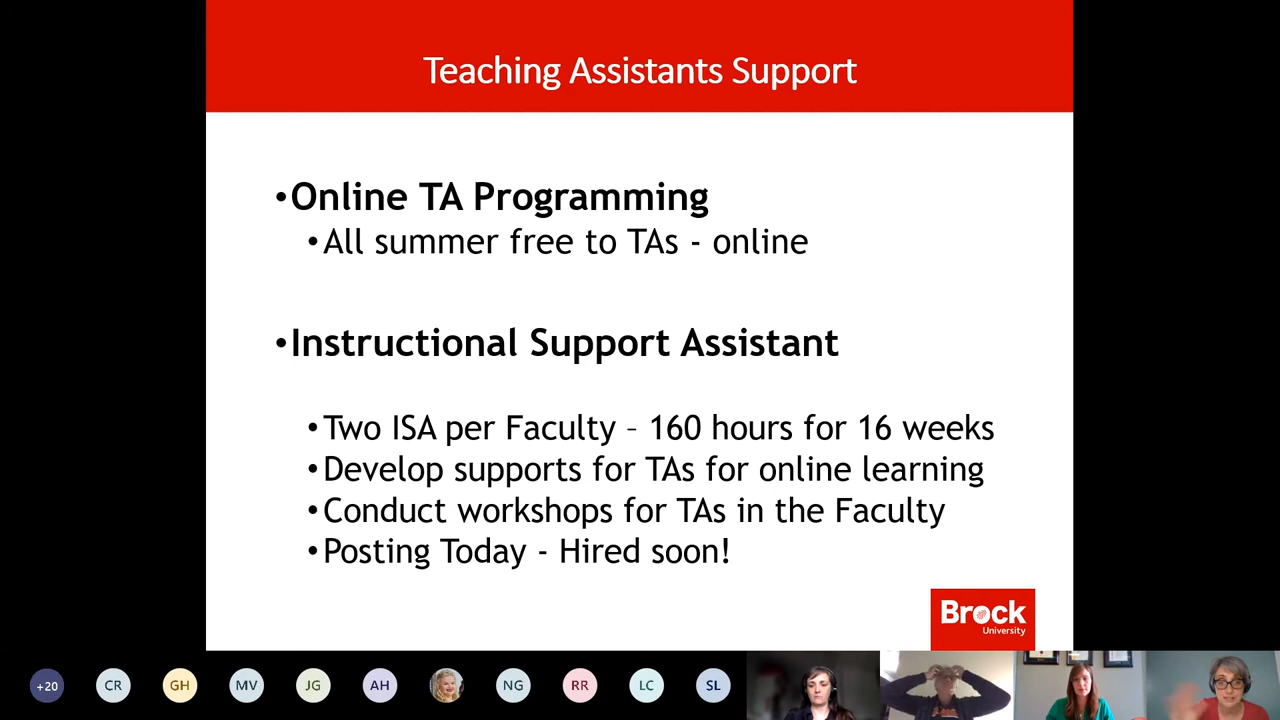 Teaching Assistants Support
•Online TA Programming
•All summer free to TAs - online
•Instructional Support Assistant
•Two ISA per Faculty – 160 hours for 16 weeks
•Develop supports for TAs for online learning
•Conduct workshops for TAs in the Faculty
•Posting Today - Hired soon!
Brock
University
+20 CR GH MV JG AH NG RR LC SL